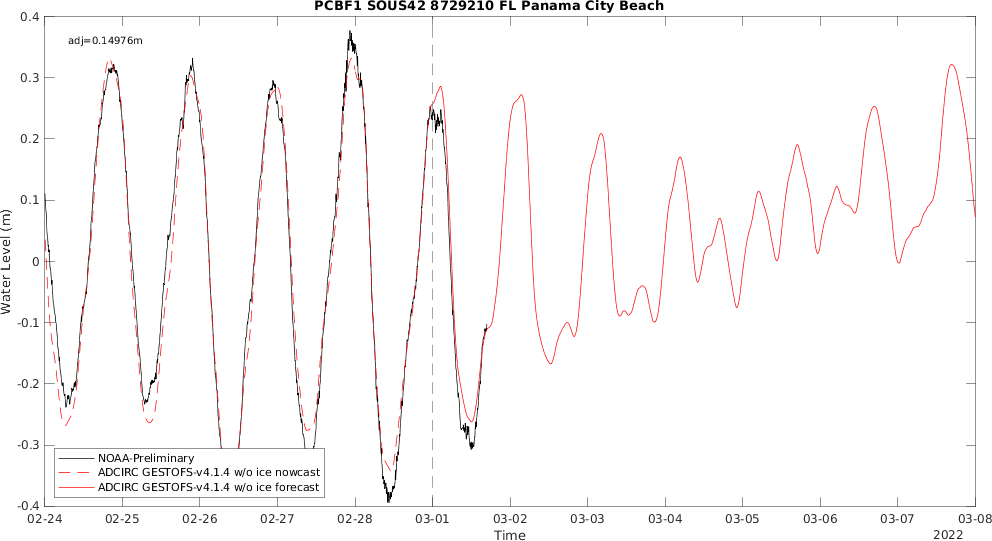 PCBF1 SOUS42 8729210 FL Panama City Beach
adj=0.14976m
Water Level (m)
0.4
0.3
0.2
0.1
0
-0.1
-0.2
-0.3
-0.4
NOAA-Preliminary
ADCIRC GESTOFS-v4.1.4 w/o ice nowcast
ADCIRC GESTOFS-v4.1.4 w/o ice forecast
02-24 02-25 02-26 02-27 02-28 03-01 03-02 03-03 03-04 03-05 03-06 03-07 03-08
Time
2022